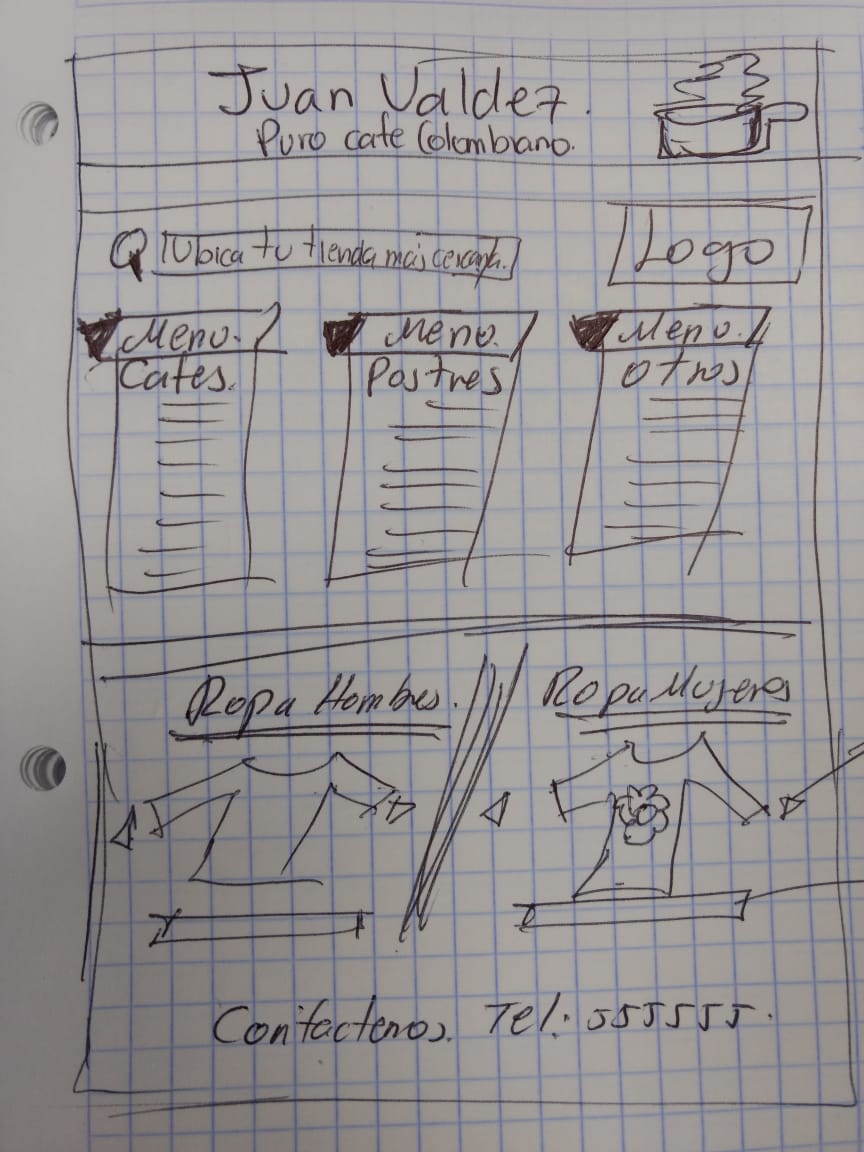 Juan Valdez.
Puro cafe Colombiano.
Ubica tu tienda más cercana.
Logo
Menu.
Cafes.
Menu.
Postres
Menu.
otros
Ropa Hombres.
Ropa Mujeres
Contactenos. Tel: 555555.